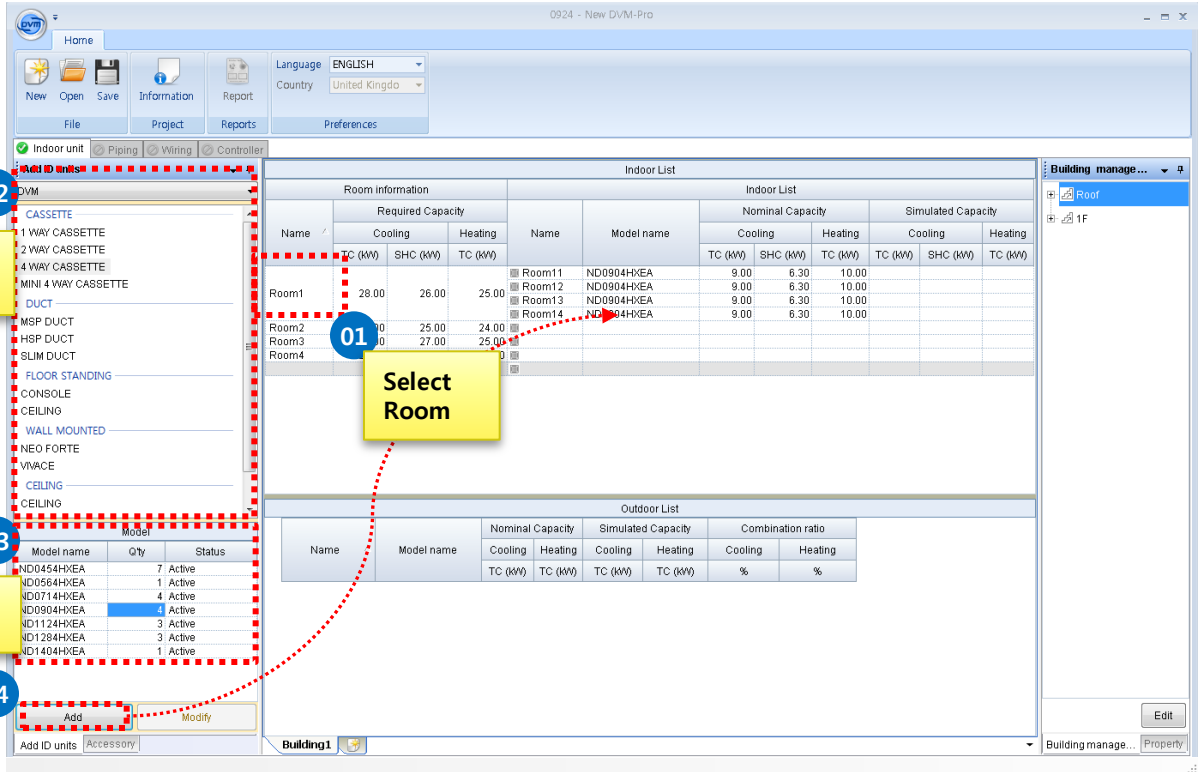 0924 - New DVM-Pro
DVM
Home
New Open Save Information Report
Language ENGLISH
Country United Kingdo
File Project Reports Preferences
Indoor unit Piping Wiring Controller
Add ID units
DVM
CASSETTE
1 WAY CASSETTE
2 WAY CASSETTE
4 WAY CASSETTE
MINI 4 WAY CASSETTE
DUCT
MSP DUCT
HSP DUCT
SLIM DUCT
FLOOR STANDING
CONSOLE
CEILING
WALL MOUNTED
NEO FORTE
VIVACE
CEILING
CEILING
2
3
4
Model
Model name Q'ty Status
ND0454HXEA 7 Active
ND0564HXEA 1 Active
ND0714HXEA 4 Active
ND0904HXEA 4 Active
ND1124HXEA 3 Active
ND1284HXEA 3 Active
ND1404HXEA 1 Active
Add Modify
Add ID units Accessory
Indoor List
Room information Indoor List
Required Capacity Nominal Capacity Simulated Capacity
Name Cooling Heating Name Model name Cooling Heating Cooling Heating
TC (kW) SHC (kW) TC (kW) TC (kW) SHC (kW) TC (kW) TC (kW) SHC (kW) TC (kW)
Room1 28.00 26.00 25.00
Room11 ND0904HXEA 9.00 6.30 10.00
Room12 ND0904HXEA 9.00 6.30 10.00
Room13 ND0904HXEA 9.00 6.30 10.00
Room14 ND0904HXEA 9.00 6.30 10.00
Room2 25.00 24.00
Room3 27.00 25.00
Room4
01
Select
Room
Outdoor List
Nominal Capacity Simulated Capacity Combination ratio
Name Model name Cooling Heating Cooling Heating Cooling Heating
TC (kW) TC (kW) TC (kW) TC (kW) % %
Building1
Building manage...
Roof
1F
Edit
Building manage... Property